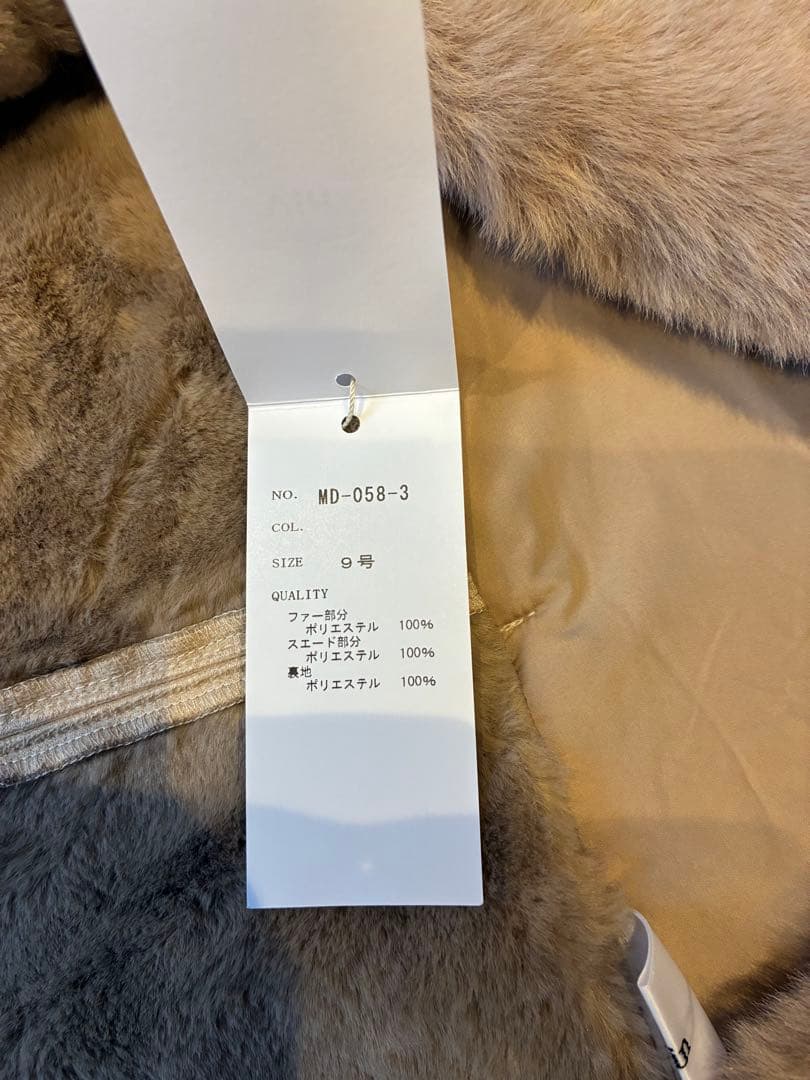 NO. MD-058-3
COL.
SIZE 9号
QUALITY
ファー部分
ポリエステル 100%
スエード部分
ポリエステル 100%
裏地
ポリエステル 100%